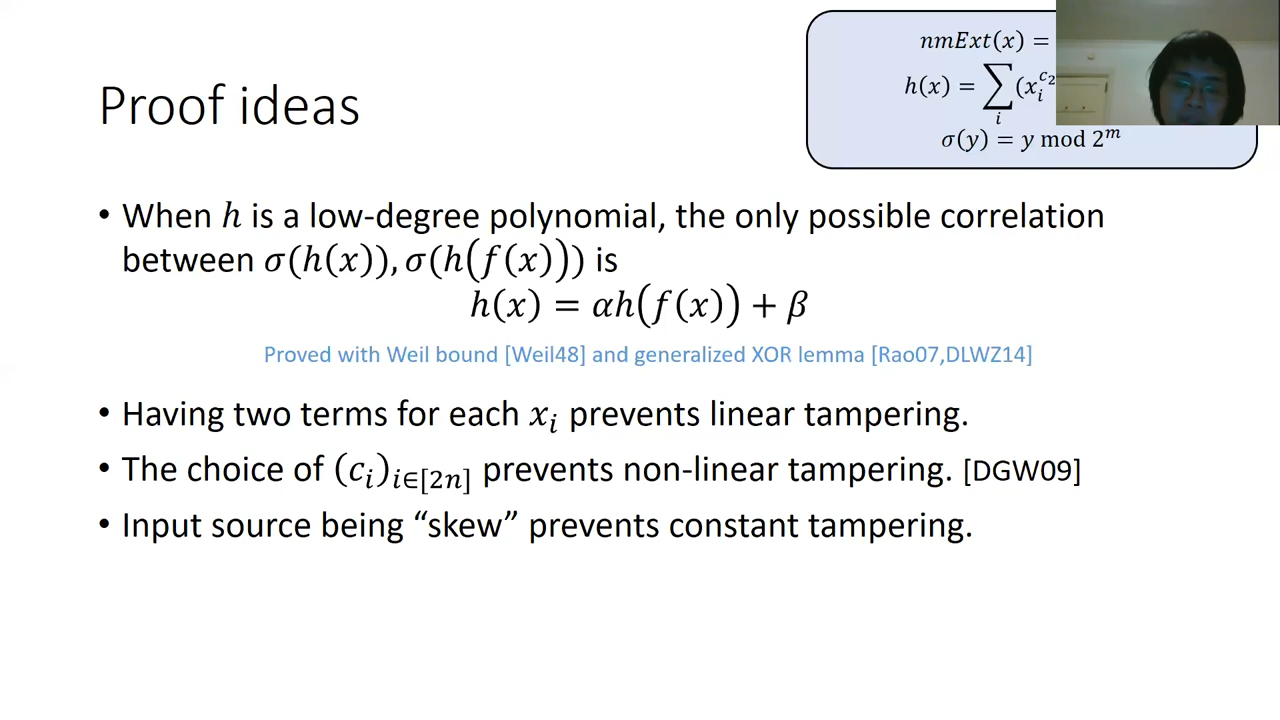 Proof ideas
nmExt(x) =
h(x) = ∑_i (x_i^{c_2
σ(y) = y mod 2^m
• When h is a low-degree polynomial, the only possible correlation
between σ(h(x)), σ(h(f(x))) is
h(x) = αh(f(x)) + β
Proved with Weil bound [Weil48] and generalized XOR lemma [Rao07,DLWZ14]
• Having two terms for each x_i prevents linear tampering.
• The choice of (c_i)_{i∈[2n]} prevents non-linear tampering. [DGW09]
• Input source being “skew” prevents constant tampering.